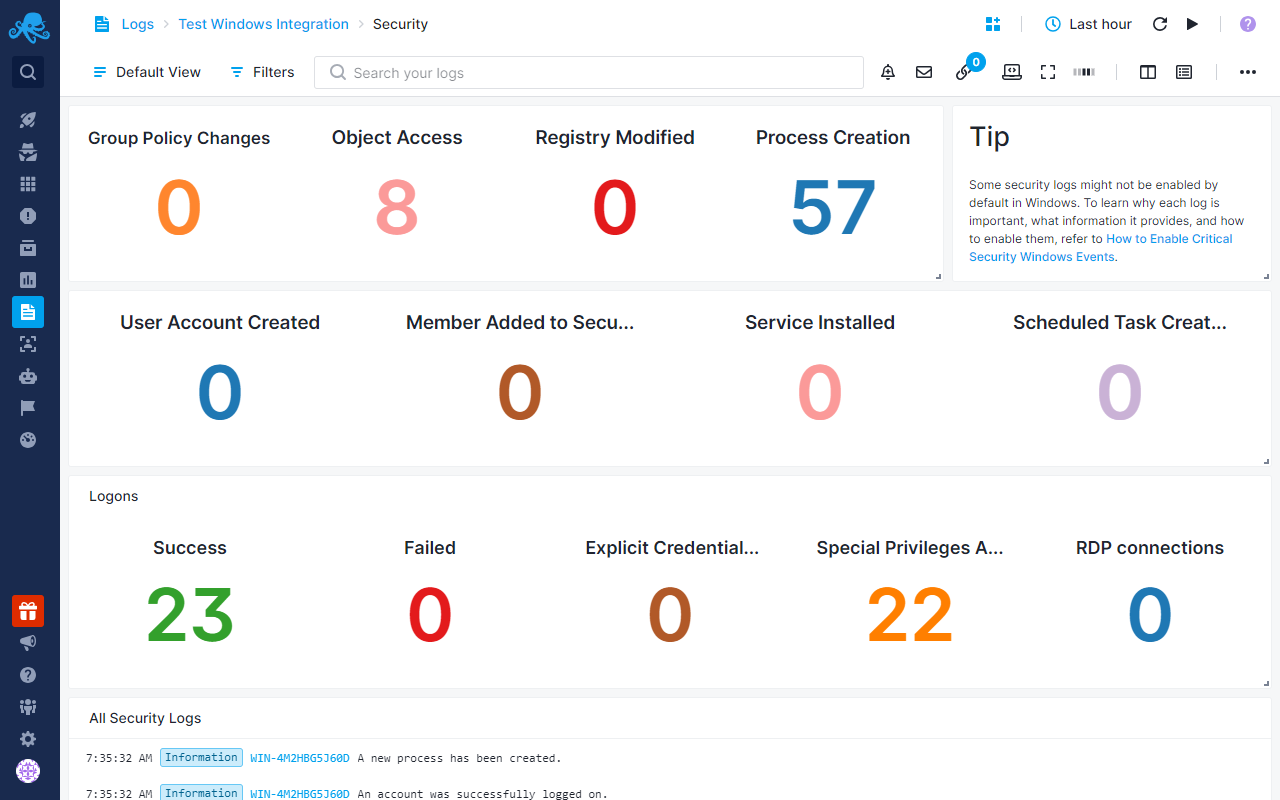 Logs Test Windows Integration Security
Last hour
?
Default View Filters Search your logs
0
Group Policy Changes Object Access Registry Modified Process Creation
0 8 0 57
Tip
Some security logs might not be enabled by
default in Windows. To learn why each log is
important, what information it provides, and how
to enable them, refer to How to Enable Critical
Security Windows Events.
User Account Created Member Added to Secu... Service Installed Scheduled Task Creat...
0 0 0 0
Logons
Success Failed Explicit Credential... Special Privileges A... RDP connections
23 0 0 22 0
All Security Logs
7:35:32 AM Information WIN-4M2HBG5J60D A new process has been created.
7:35:32 AM Information WIN-4M2HBG5J60D An account was successfully logged on.